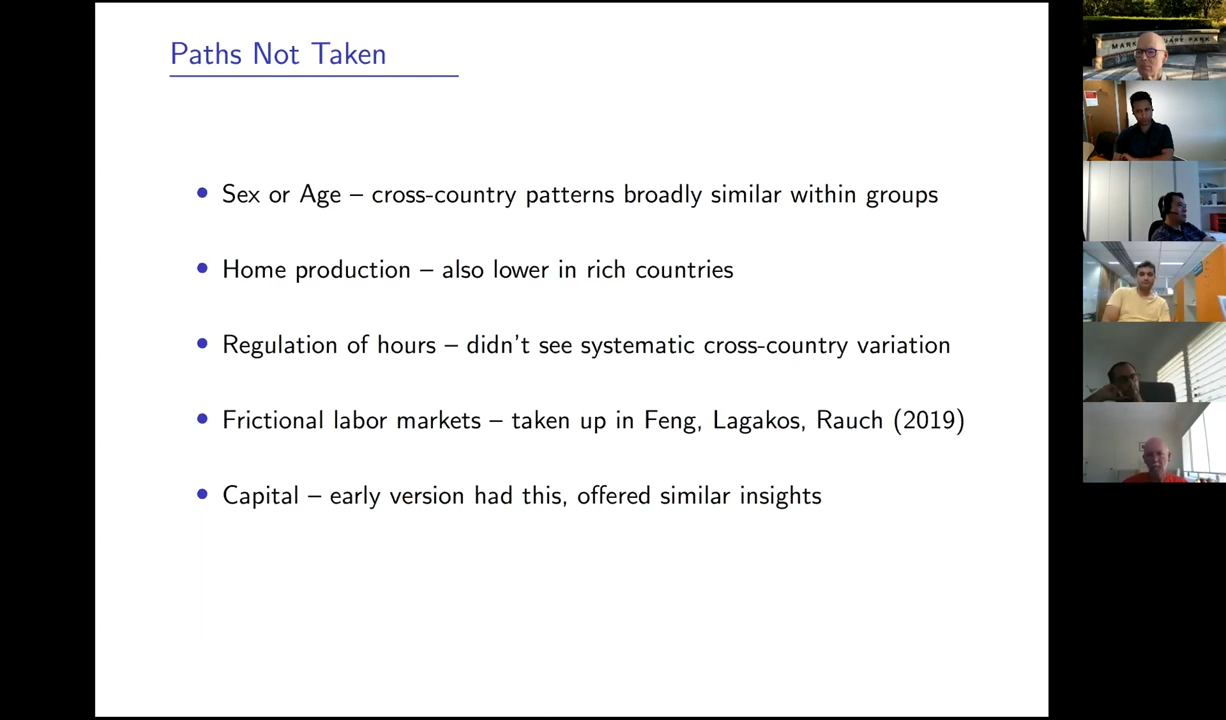 Paths Not Taken
• Sex or Age – cross-country patterns broadly similar within groups
• Home production – also lower in rich countries
• Regulation of hours – didn't see systematic cross-country variation
• Frictional labor markets – taken up in Feng, Lagakos, Rauch (2019)
• Capital – early version had this, offered similar insights